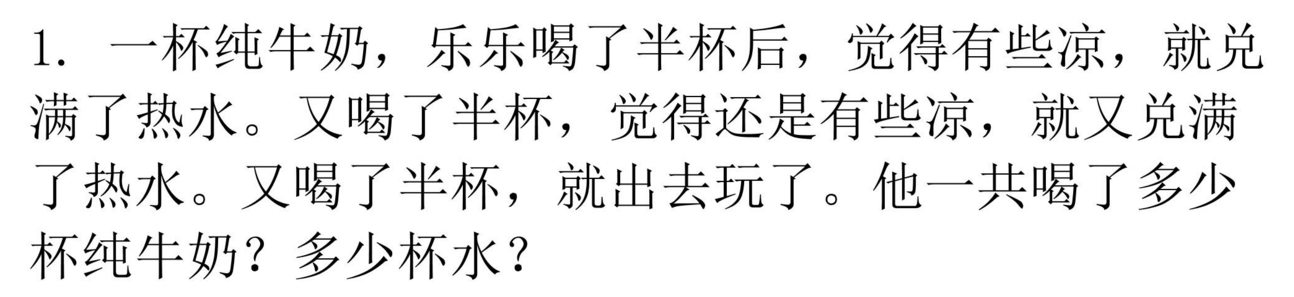 1. 一杯纯牛奶，乐乐喝了半杯后，觉得有些凉，就兑
满了热水。又喝了半杯，觉得还是有些凉，就又兑满
了热水。又喝了半杯，就出去玩了。他一共喝了多少
杯纯牛奶？多少杯水？